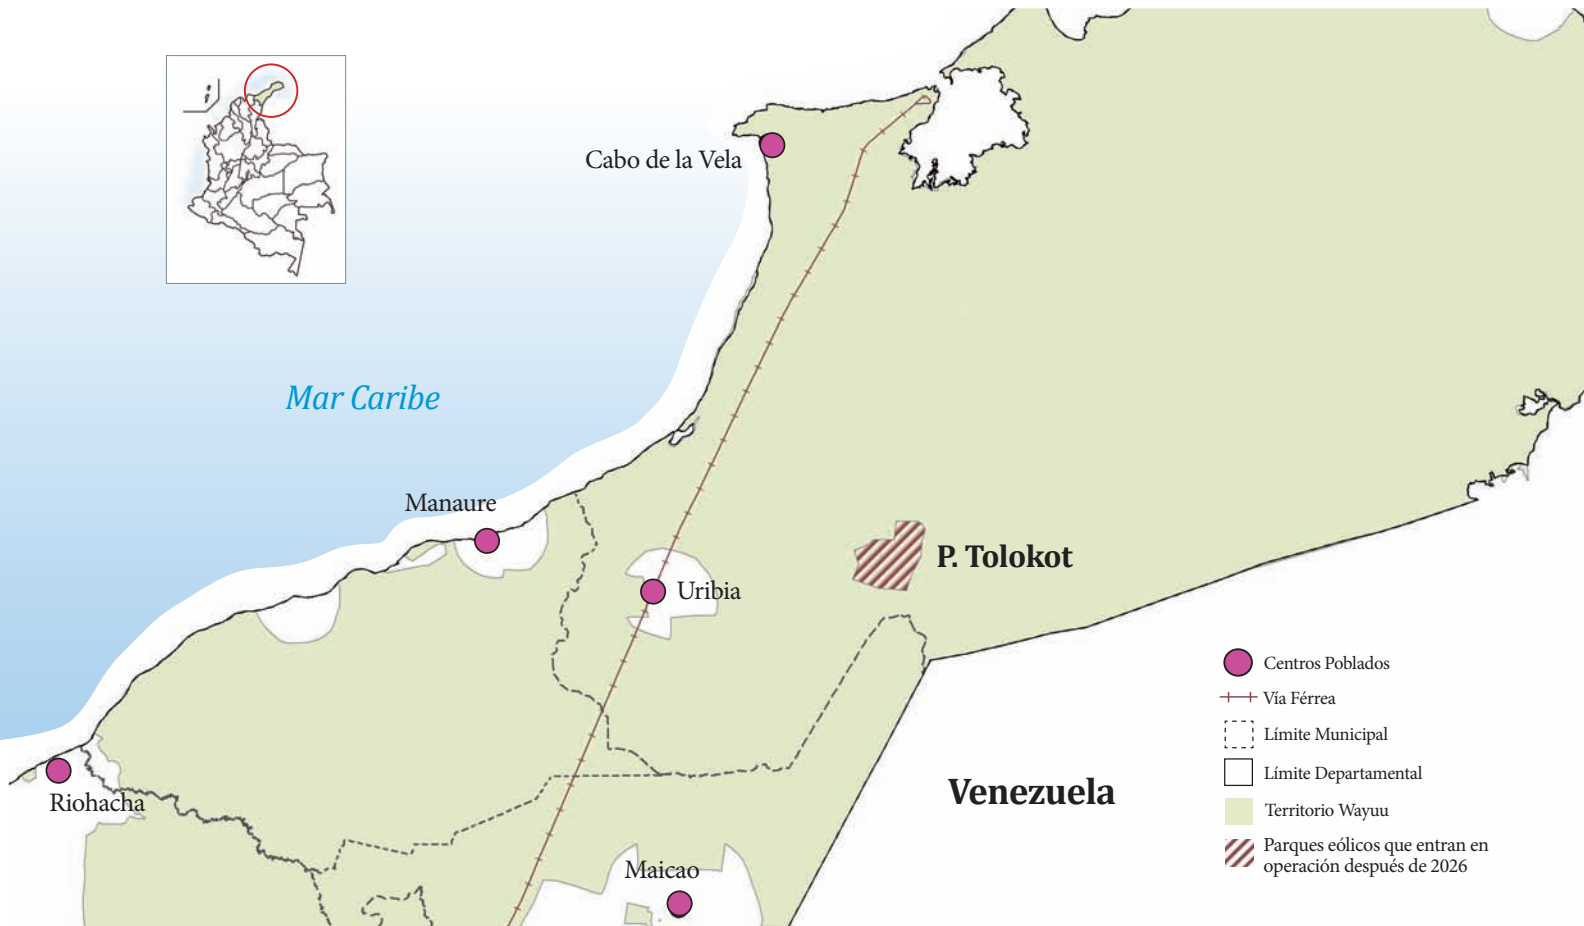 Cabo de la Vela
Mar Caribe
Manaure
P. Tolokot
Uribia
Centros Poblados
Vía Férrea
Límite Municipal
Límite Departamental
Territorio Wayuu
Parques eólicos que entran en
operación después de 2026
Venezuela
Riohacha
Maicao